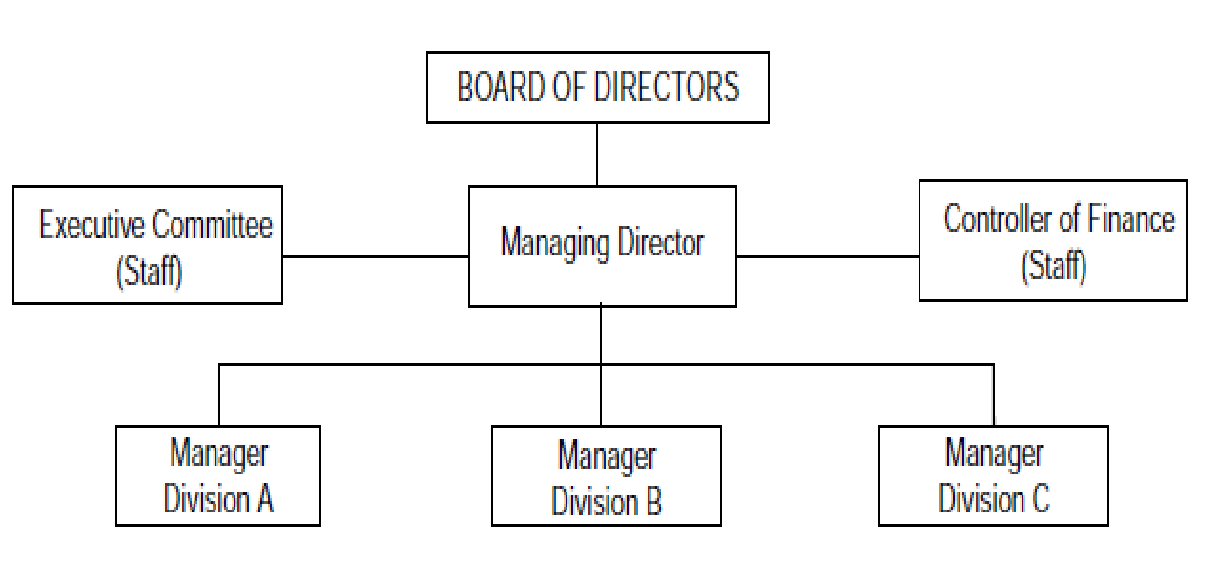 BOARD OF DIRECTORS
Executive Committee
(Staff)
Managing Director
Controller of Finance
(Staff)
Manager
Division A
Manager
Division B
Manager
Division C